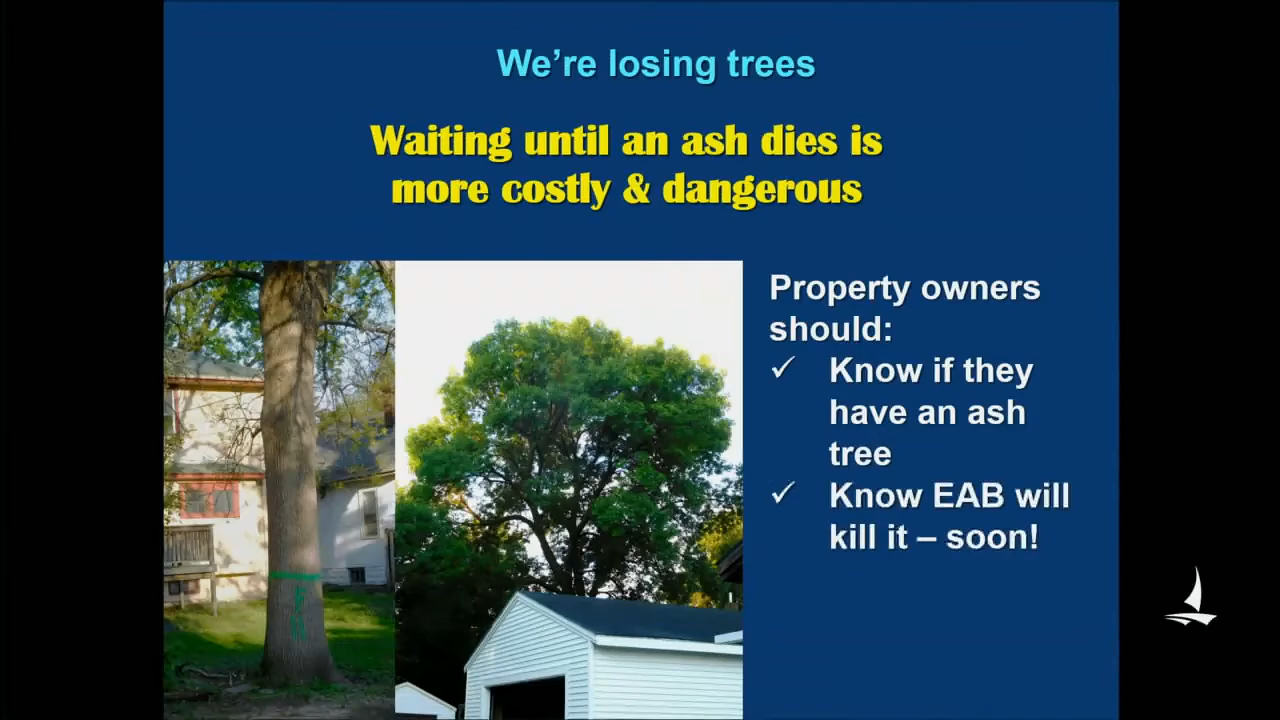 We're losing trees
Waiting until an ash dies is
more costly & dangerous
Property owners
should:
✓ Know if they
have an ash
tree
✓ Know EAB will
kill it – soon!